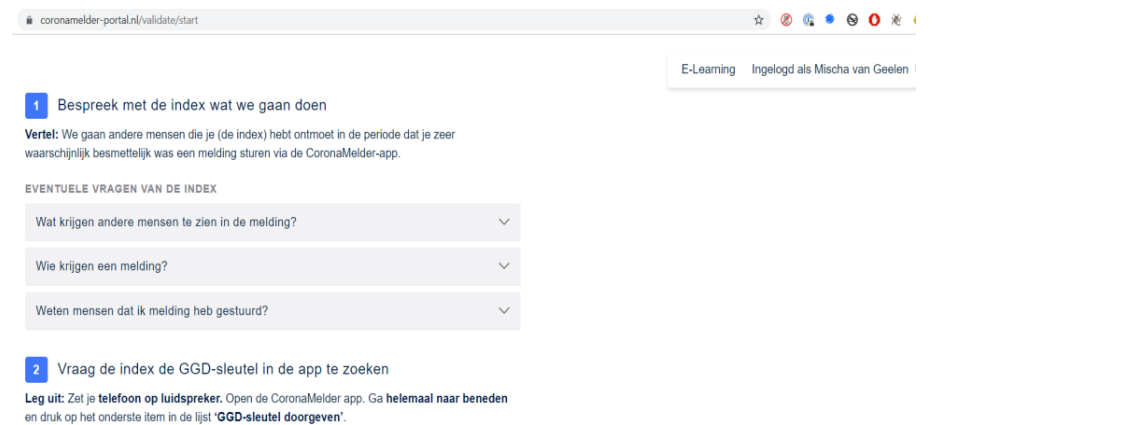 coronamelder-portal.nl/validate/start
E-Learning Ingelogd als Mischa van Geelen
1 Bespreek met de index wat we gaan doen
Vertel: We gaan andere mensen die je (de index) hebt ontmoet in de periode dat je zeer
waarschijnlijk besmettelijk was een melding sturen via de CoronaMelder-app.
EVENTUELE VRAGEN VAN DE INDEX
Wat krijgen andere mensen te zien in de melding?
Wie krijgen een melding?
Weten mensen dat ik melding heb gestuurd?
2 Vraag de index de GGD-sleutel in de app te zoeken
Leg uit: Zet je telefoon op luidspreker. Open de CoronaMelder app. Ga helemaal naar beneden
en druk op het onderste item in de lijst ‘GGD-sleutel doorgeven’.